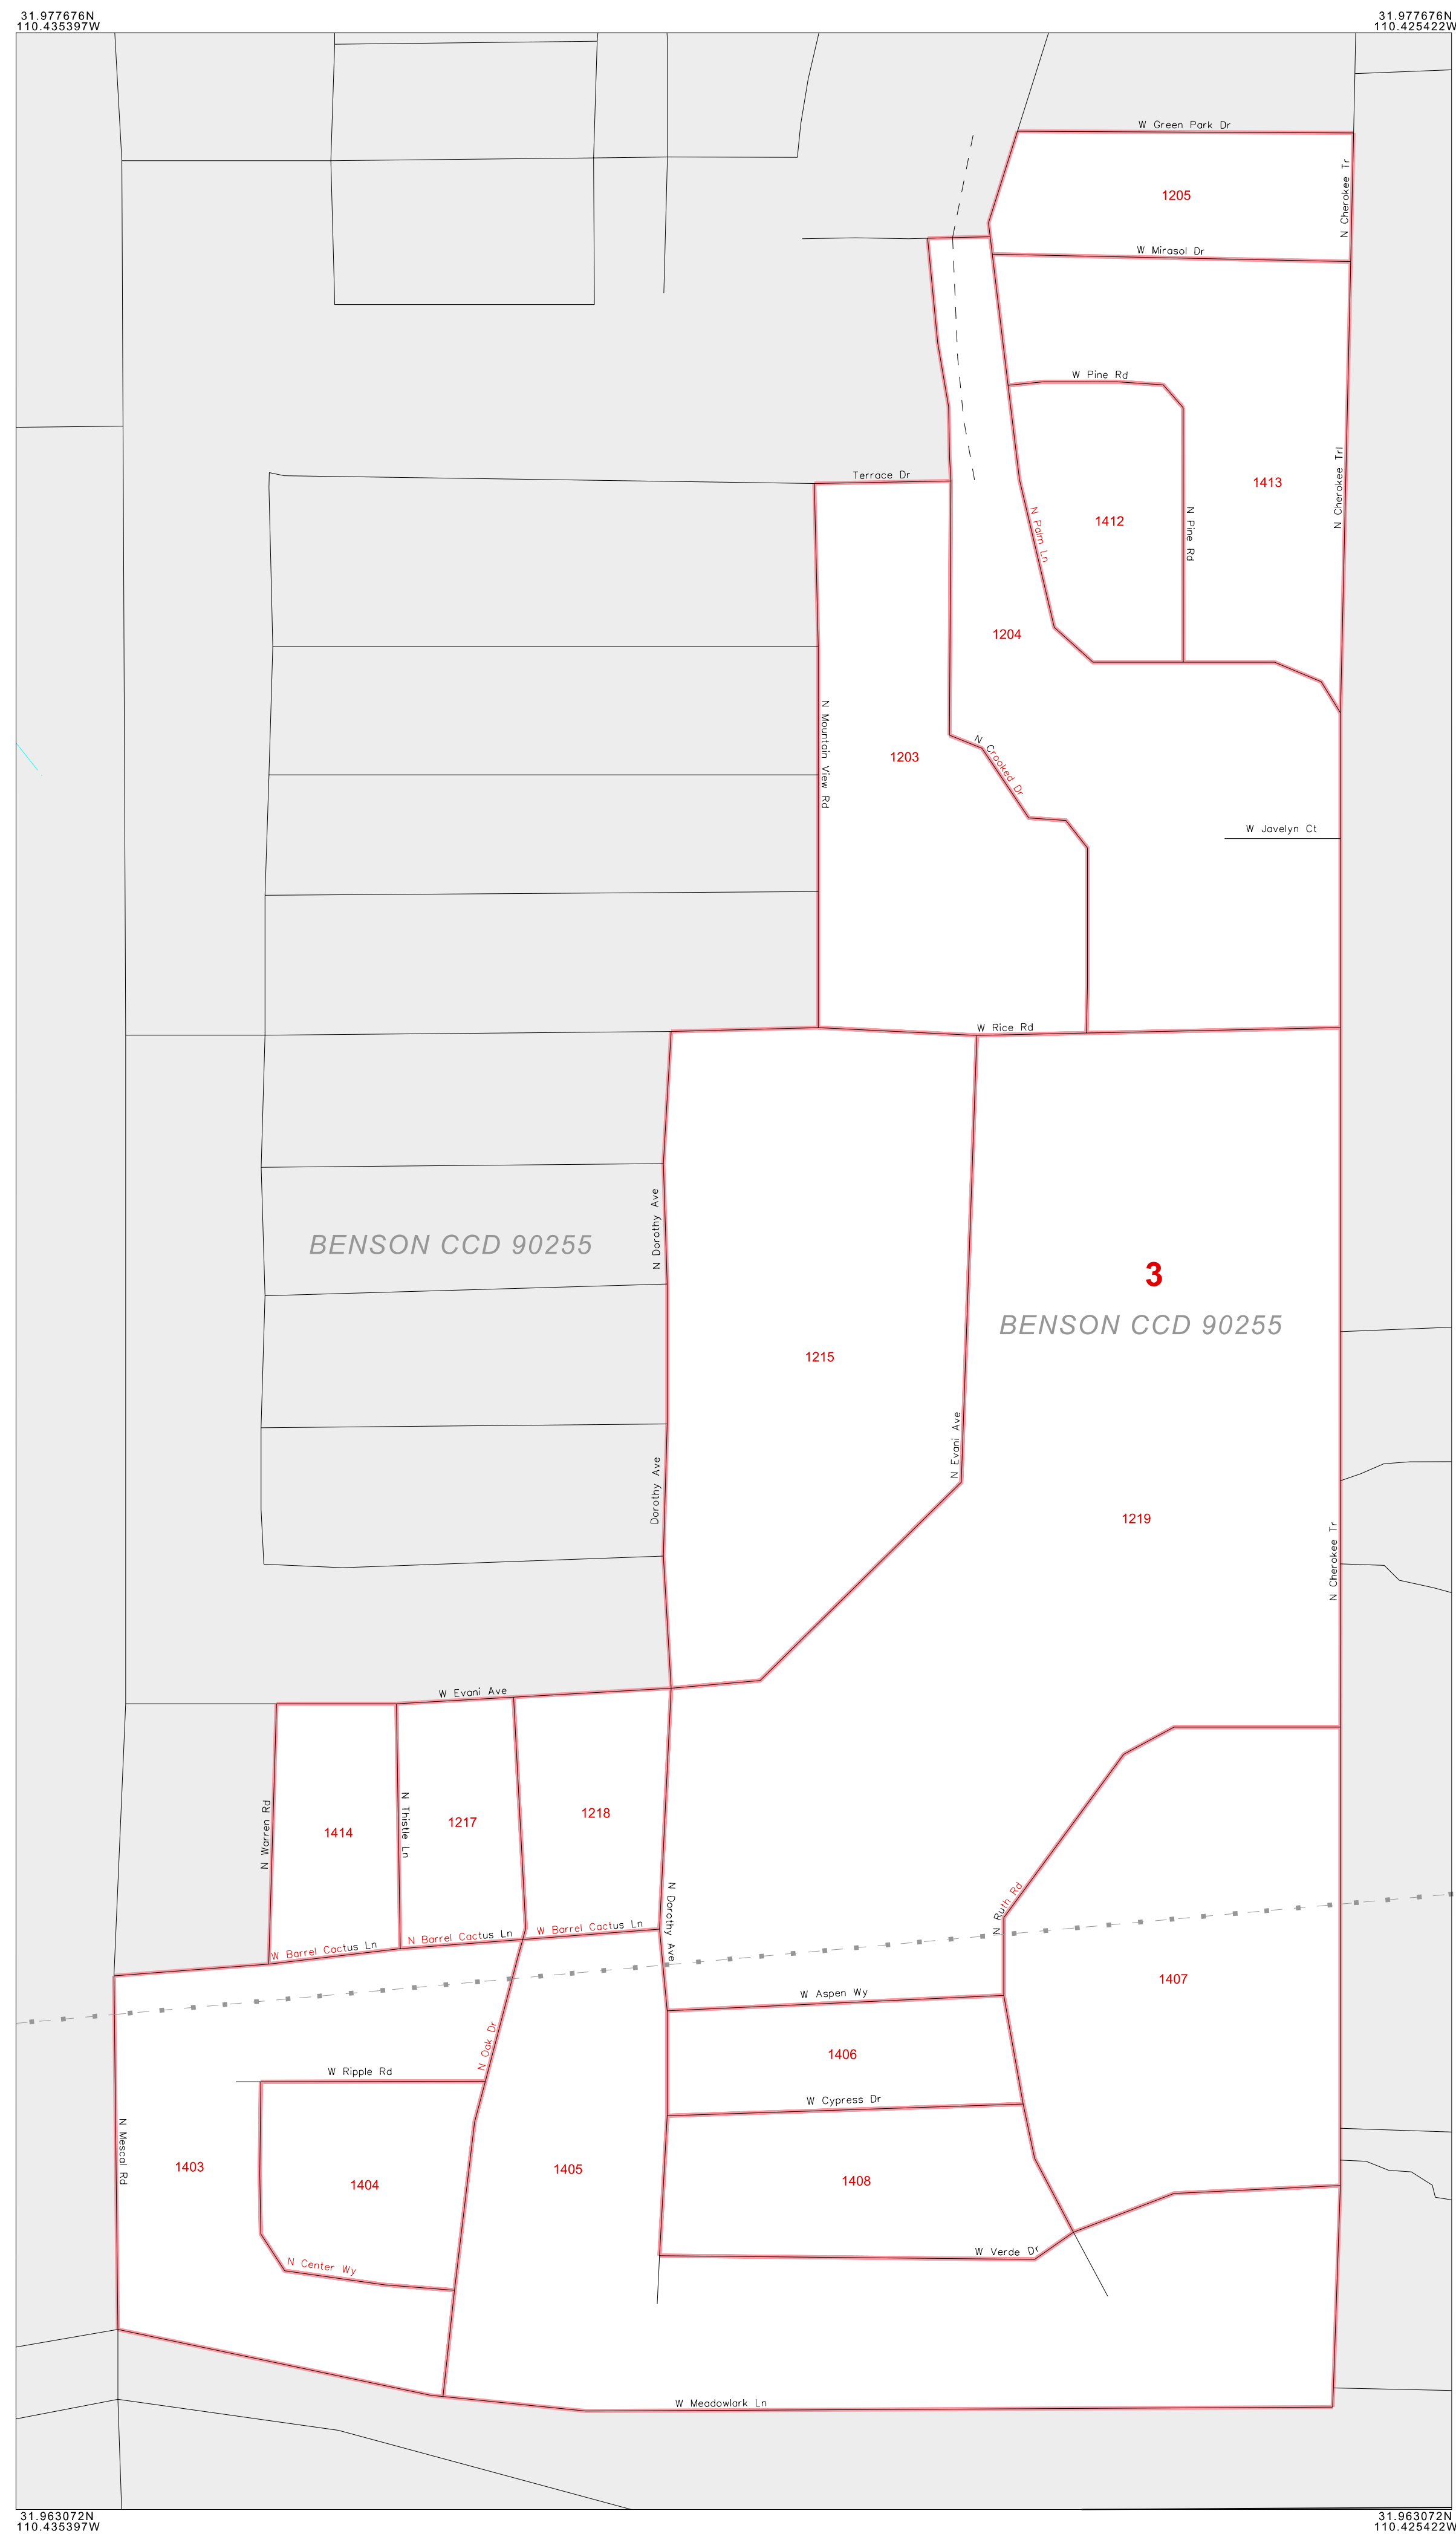 31.977676N
110.435397W
31.977676N
110.425422W
W Green Park Dr
N Cherokee Tr
1205
W Mirasol Dr
W Pine Rd
Terrace Dr
N Cherokee Trl
1413
N Palm Ln
1412
N Pine Rd
1204
N Mountain View Rd
1203
N Crooked Dr
W Javelyn Ct
W Rice Rd
N Dorothy Ave
BENSON CCD 90255
3
BENSON CCD 90255
1215
N Evani Ave
Dorothy Ave
1219
N Cherokee Tr
W Evani Ave
N Warren Rd
1414
N Thistle Ln
1217
1218
N Dorothy Ave
N Ruth Rd
W Barrel Cactus Ln
N Barrel Cactus Ln
W Barrel Cactus Ln
1407
W Aspen Wy
N Oak Dr
1406
W Ripple Rd
W Cypress Dr
N Mescal Rd
1403
1404
1405
1408
N Center Wy
W Verde Dr
W Meadowlark Ln
31.963072N
110.435397W
31.963072N
110.425422W